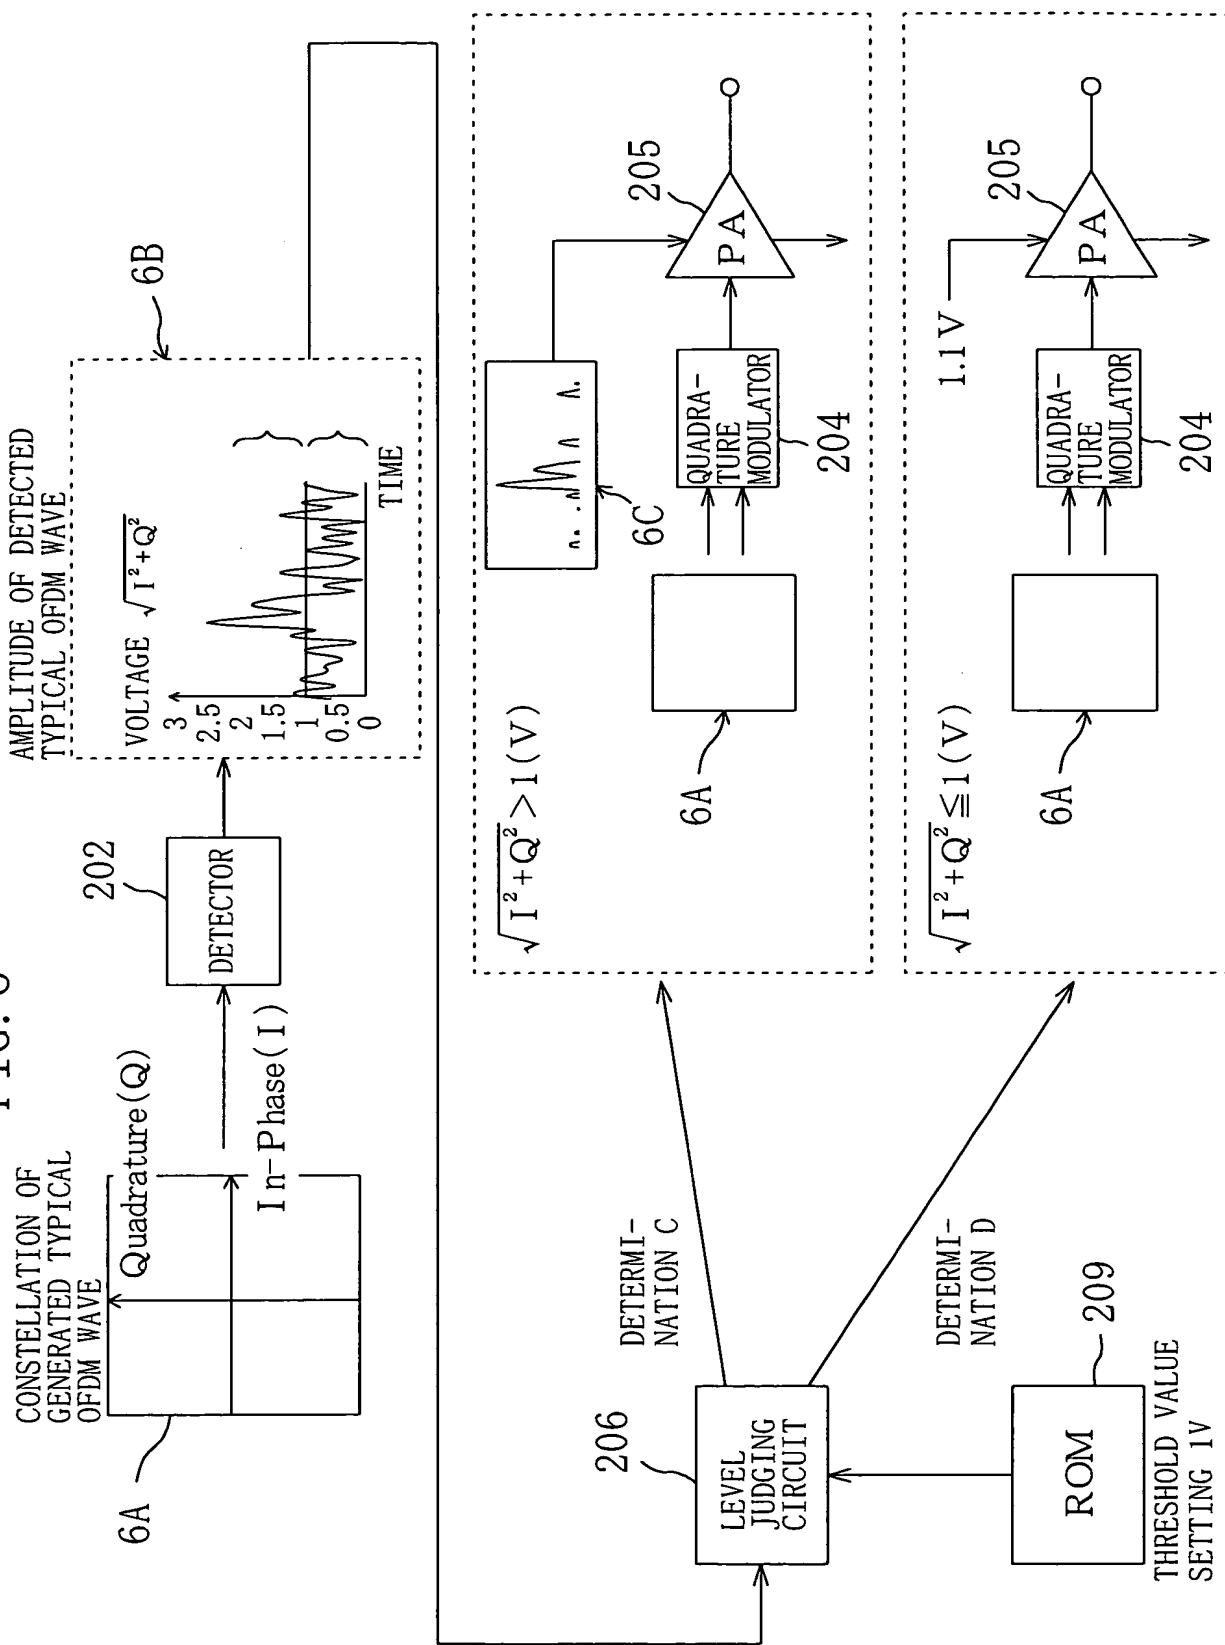 FIG. 6
CONSTELLATION OF
GENERATED TYPICAL
OFDM WAVE
6A
Quadrature(Q)
In-Phase(I)
202
DETECTOR
AMPLITUDE OF DETECTED
TYPICAL OFDM WAVE
6B
VOLTAGE √I²+Q²
3
2.5
2
1.5
1
0.5
0
TIME
206
LEVEL
JUDGING
CIRCUIT
ROM
209
THRESHOLD VALUE
SETTING 1V
DETERMI-
NATION C
DETERMI-
NATION D
√I²+Q² > 1(V)
6A
6C
QUADRA-
TURE
MODULATOR
204
PA
205
√I²+Q² ≦ 1(V)
6A
QUADRA-
TURE
MODULATOR
204
1.1V
PA
205